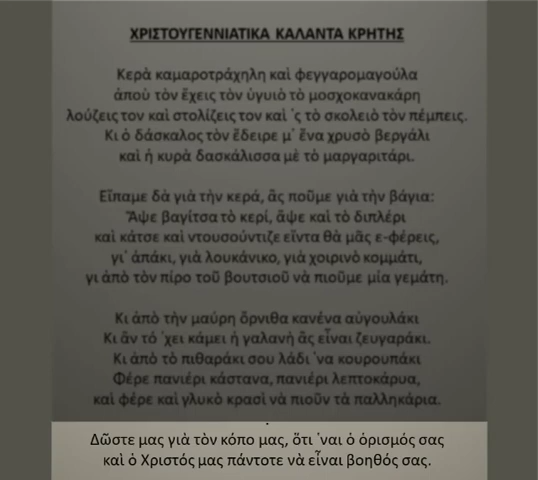 ΧΡΙΣΤΟΥΓΕΝΝΙΑΤΙΚΑ ΚΑΛΑΝΤΑ ΚΡΗΤΗΣ
Κερὰ καμαροτράχηλη καὶ φεγγαρομαγούλα
ἀποὺ τὸν ἔχεις τὸν ὑγυιὸ τὸ μοσχοκανακάρη
λούζεις τον καὶ στολίζεις τον καὶ ΄ς τὸ σκολειὸ τὸν πέμπεις.
Κι ὁ δάσκαλος τὸν ἔδειρε μ᾽ ἕνα χρυσὸ βεργάλι
καὶ ἡ κυρὰ δασκάλισσα μὲ τὸ μαργαριτάρι.
Εἴπαμε δὰ γιὰ τὴν κερά, ἂς ποῦμε γιὰ τὴν βάγια:
Ἄψε βαγίτσα τὸ κερί, ἄψε καὶ τὸ διπλέρι
καὶ κάτσε καὶ ντουσούντιζε εἴντα θὰ μᾶς ε-φέρεις,
γι᾽ ἀπάκι, γιὰ λουκάνικο, γιὰ χοιρινὸ κομμάτι,
γι ἀπὸ τὸν πίρο τοῦ βουτσιοῦ νὰ πιοῦμε μία γεμάτη.
Κι ἀπὸ τὴν μαύρη ὄρνιθα κανένα αὐγουλάκι
Κι ἂν τό ΄χει κάμει ἡ γαλανὴ ἂς εἶναι ζευγαράκι.
Κι ἀπὸ τὸ πιθαράκι σου λάδι ΄να κουρουπάκι
Φέρε πανιέρι κάστανα, πανιέρι λεπτοκάρυα,
καὶ φέρε καὶ γλυκὸ κρασὶ νὰ πιοῦν τὰ παλληκάρια.
Δῶστε μας γιὰ τὸν κόπο μας, ὅτι ΄ναι ὁ ὁρισμός σας
καὶ ὁ Χριστός μας πάντοτε νὰ εἶναι βοηθός σας.